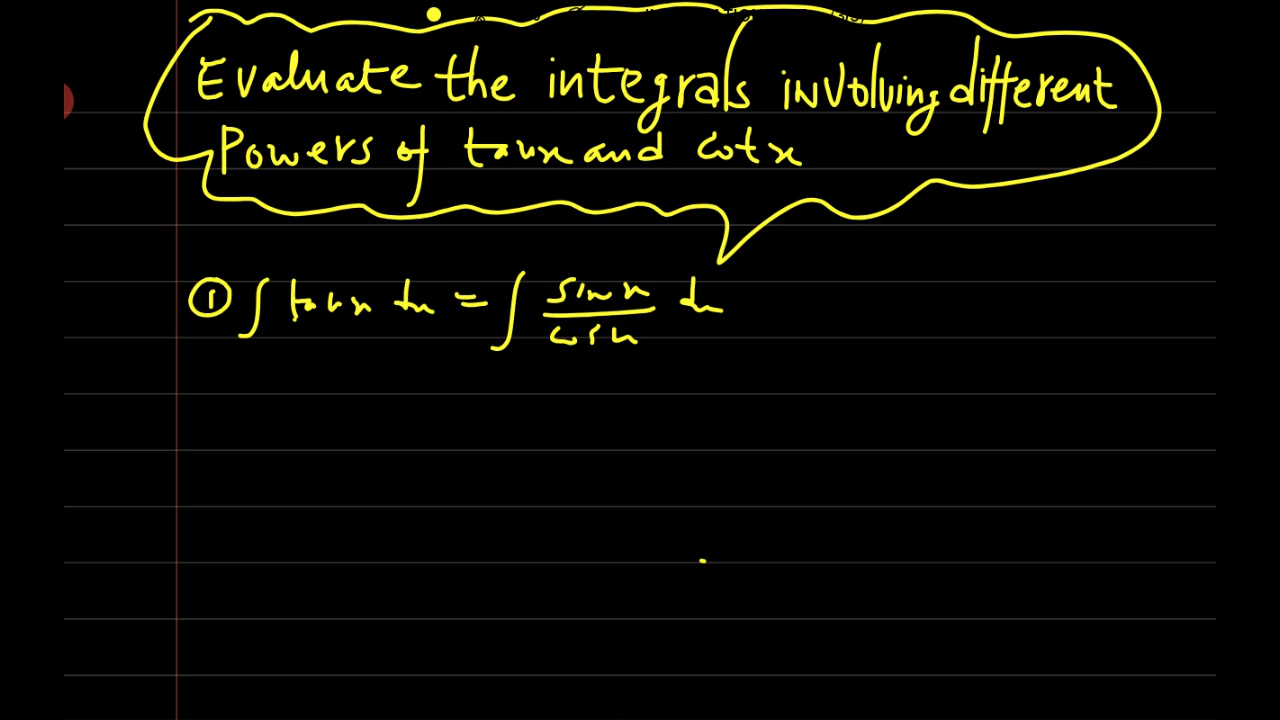 Evaluate the integrals involving different
Powers of tanx and cotx
① ∫ tanx dx = ∫ sinx/cosx dx